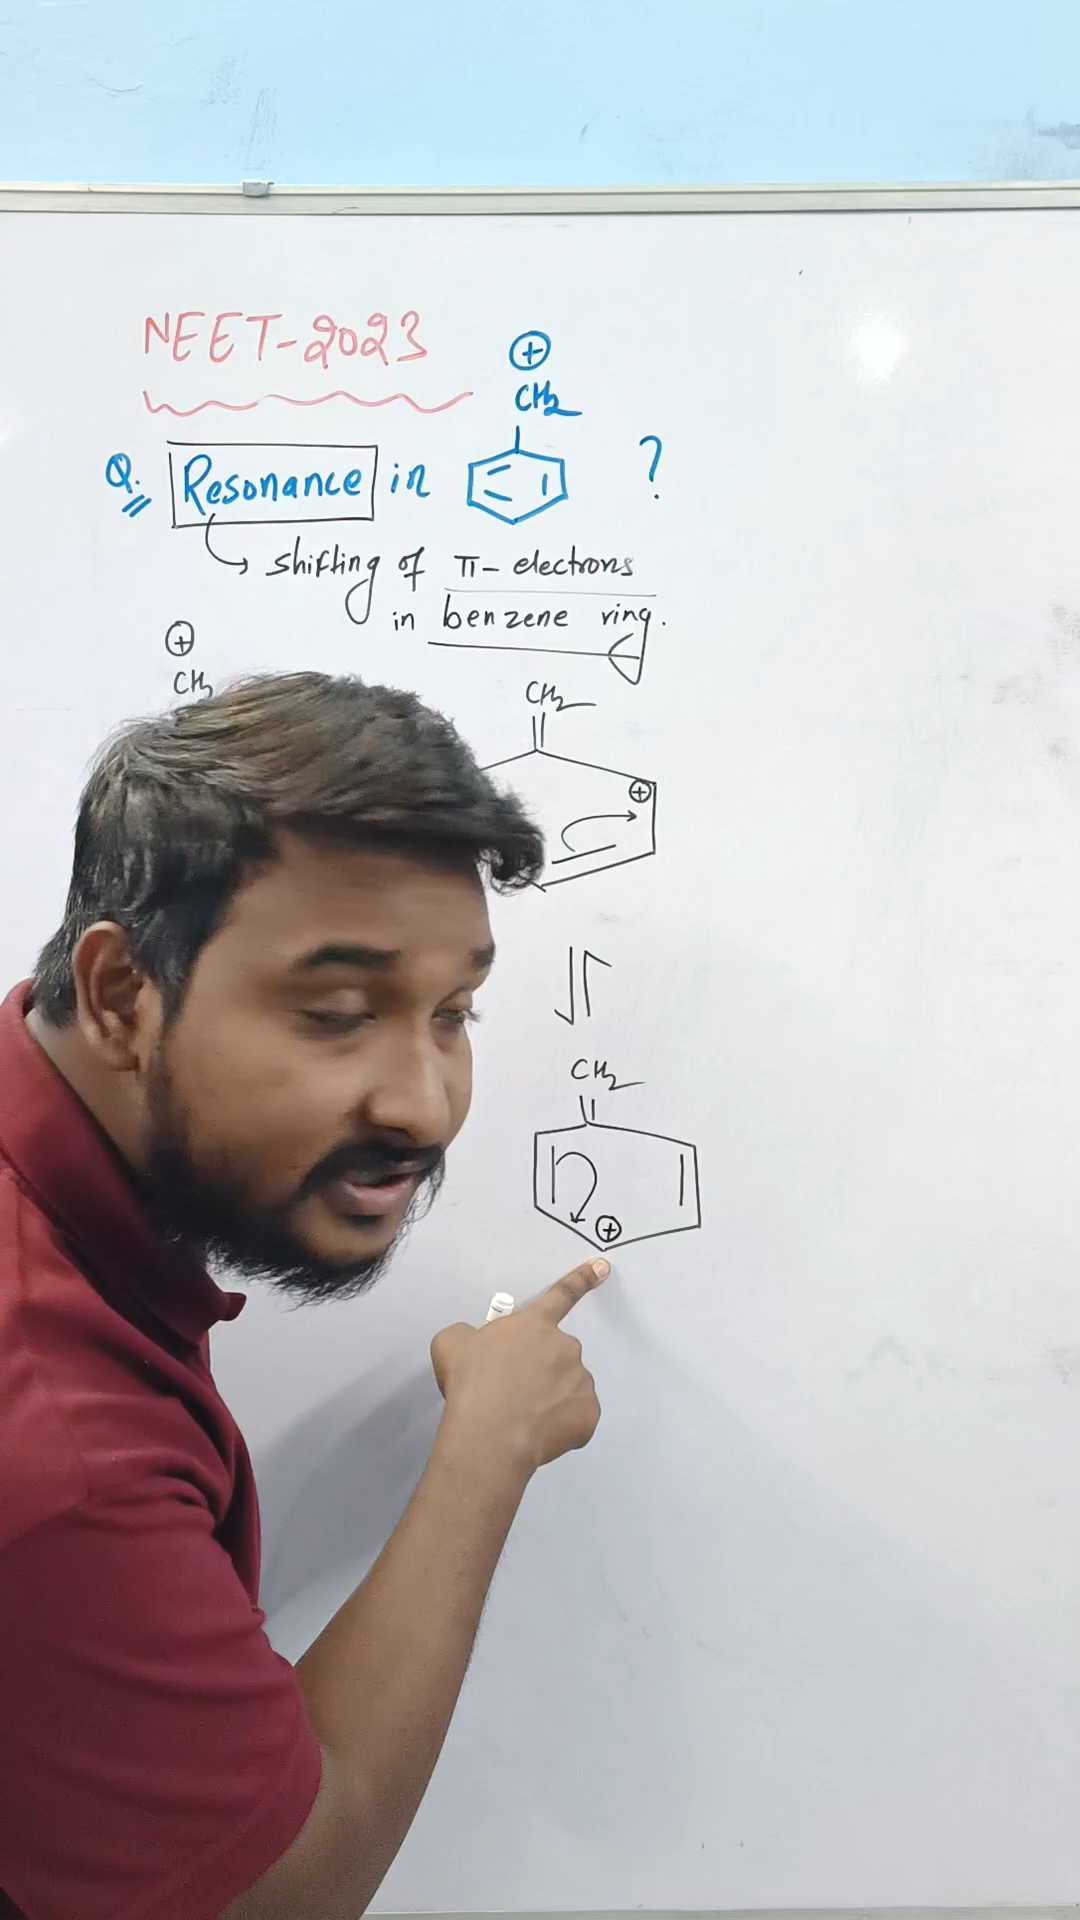 NEET-2023
⊕
CH2
Q. Resonance in ?
→ shifting of π- electrons
in benzene ring.
⊕
CH2
CH2
⊕
CH2
⊕